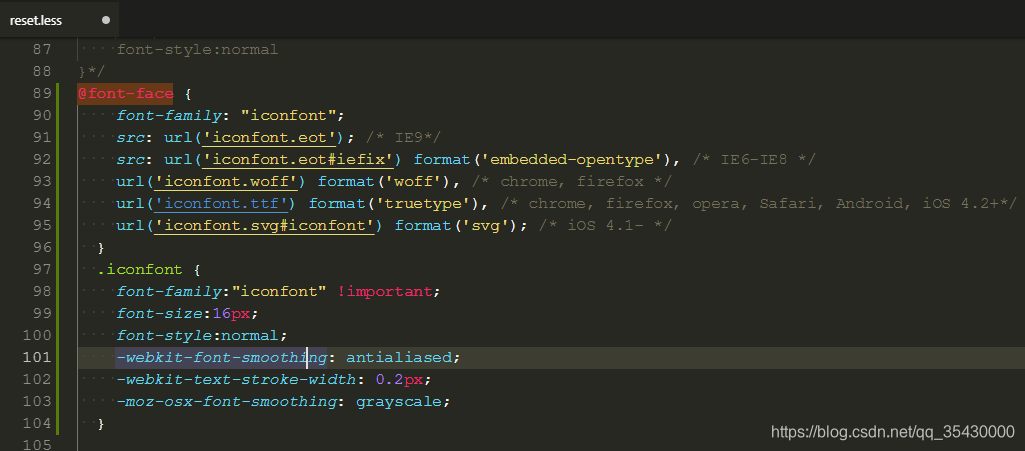 reset.less
87 font-style:normal
88 }*/
89 @font-face {
90 font-family: "iconfont";
91 src: url('iconfont.eot'); /* IE9*/
92 src: url('iconfont.eot#iefix') format('embedded-opentype'), /* IE6-IE8 */
93 url('iconfont.woff') format('woff'), /* chrome, firefox */
94 url('iconfont.ttf') format('truetype'), /* chrome, firefox, opera, Safari, Android, iOS 4.2+*/
95 url('iconfont.svg#iconfont') format('svg'); /* iOS 4.1- */
96 }
97 .iconfont {
98 font-family:"iconfont" !important;
99 font-size:16px;
100 font-style:normal;
101 -webkit-font-smoothing: antialiased;
102 -webkit-text-stroke-width: 0.2px;
103 -moz-osx-font-smoothing: grayscale;
104 }
105
https://blog.csdn.net/qq_35430000